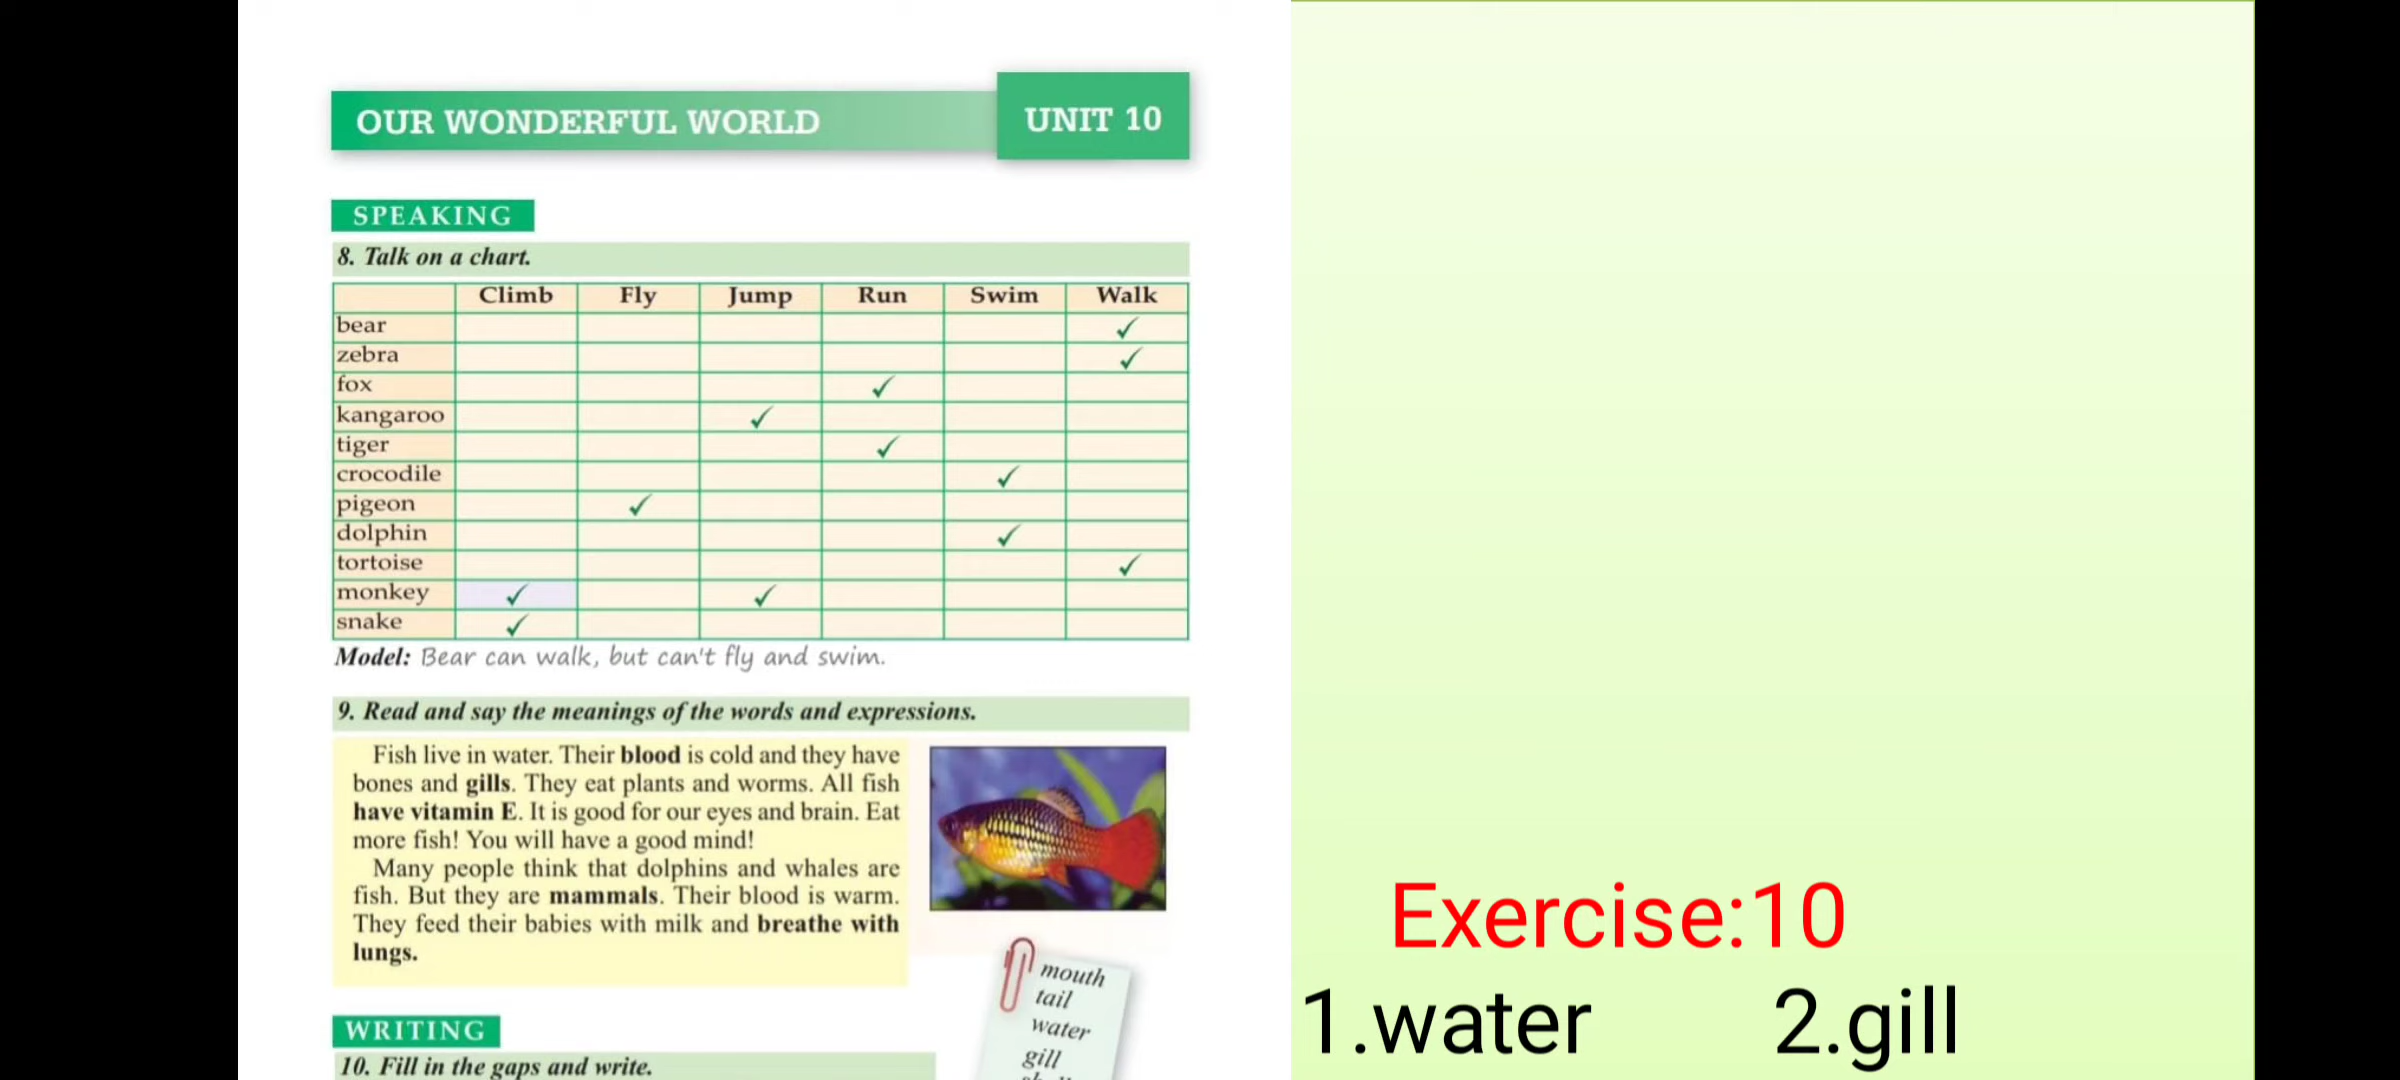 OUR WONDERFUL WORLD UNIT 10
SPEAKING
8. Talk on a chart.
Climb Fly Jump Run Swim Walk
bear ✓
zebra ✓
fox ✓
kangaroo ✓
tiger ✓
crocodile ✓
pigeon ✓
dolphin ✓
tortoise ✓
monkey ✓ ✓
snake ✓
Model: Bear can walk, but can't fly and swim.
9. Read and say the meanings of the words and expressions.
Fish live in water. Their blood is cold and they have
bones and gills. They eat plants and worms. All fish
have vitamin E. It is good for our eyes and brain. Eat
more fish! You will have a good mind!
Many people think that dolphins and whales are
fish. But they are mammals. Their blood is warm.
They feed their babies with milk and breathe with
lungs.
mouth
tail
water
gill
WRITING
10. Fill in the gaps and write.
Exercise:10
1.water 2.gill